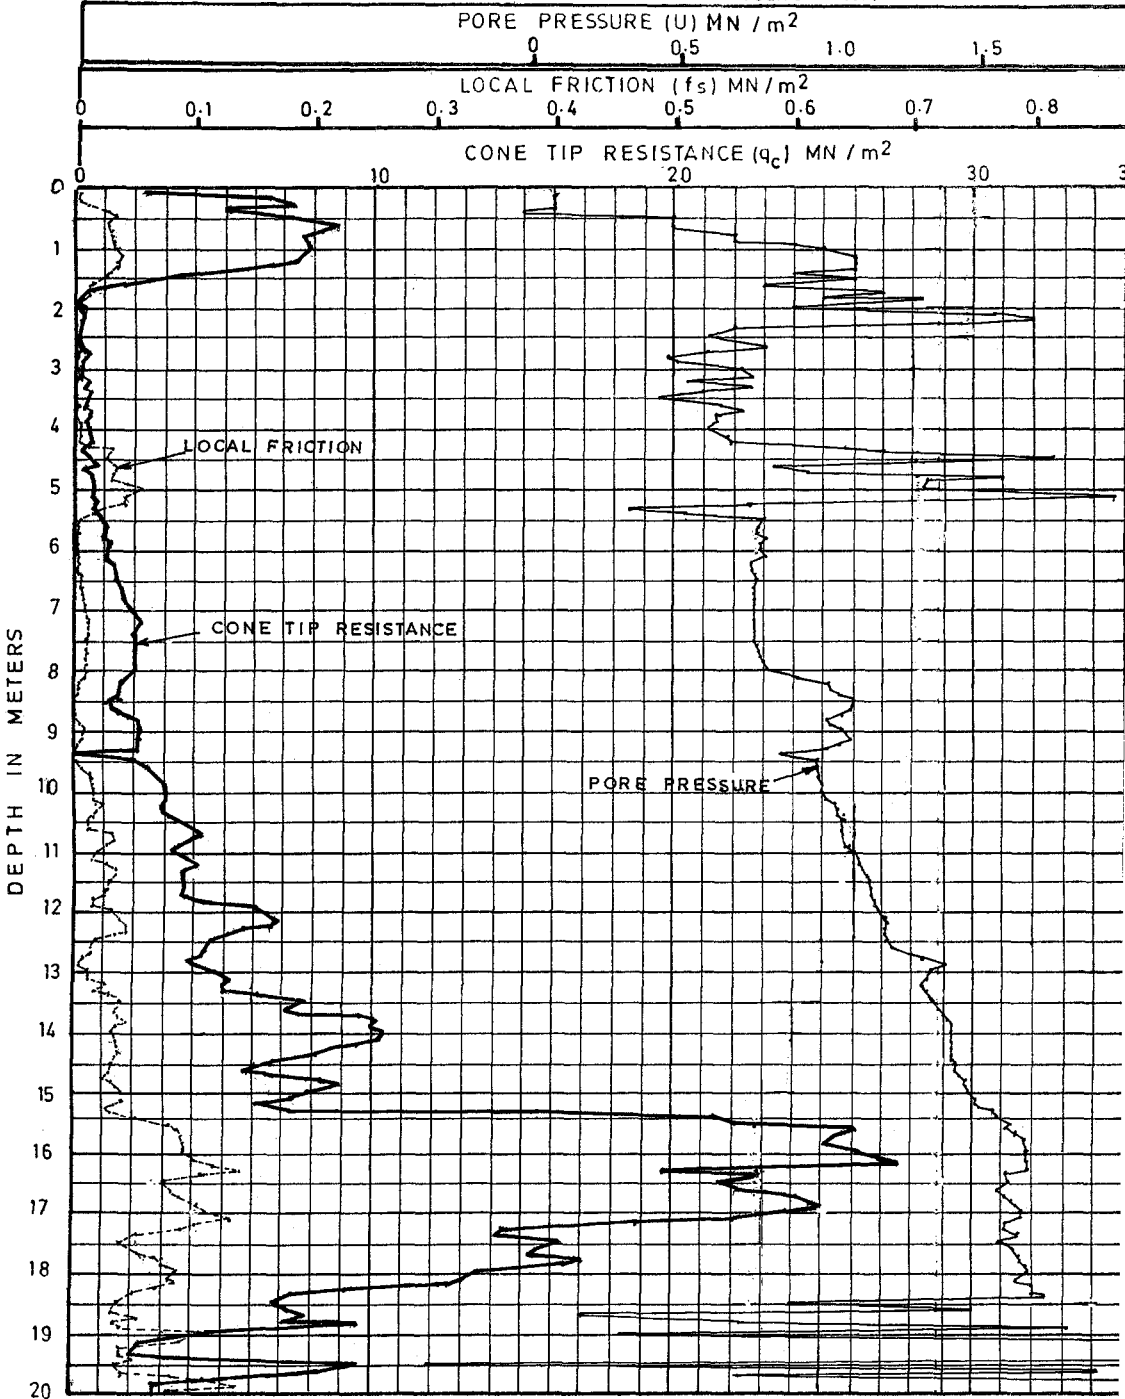 PORE PRESSURE (U) MN / m²
0 0.5 1.0 1.5
LOCAL FRICTION (fs) MN/m²
0 0.1 0.2 0.3 0.4 0.5 0.6 0.7 0.8
CONE TIP RESISTANCE (qc) MN / m²
0 10 20 30 3
0
1
2
3
4
LOCAL FRICTION
5
6
7
CONE TIP RESISTANCE
8
9
PORE PRESSURE
10
11
12
13
14
15
16
17
18
19
20
DEPTH IN METERS